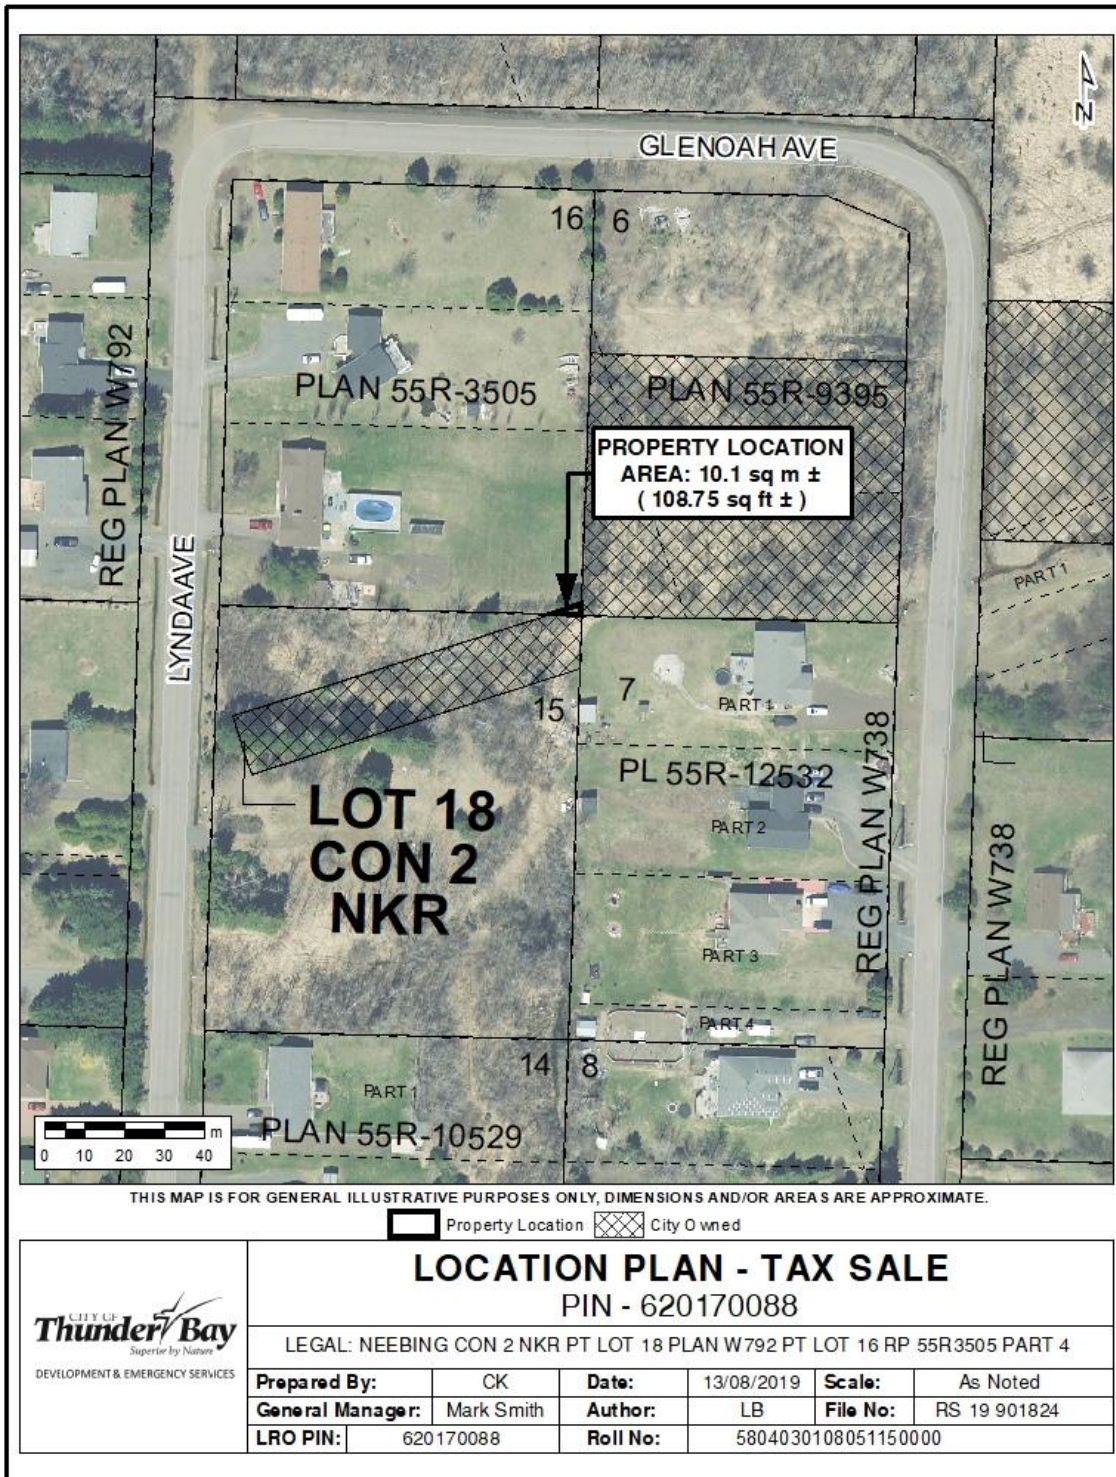 N
GLENOAH AVE
16
6
REG PLAN W792
PLAN 55R-3505
PLAN 55R-9395
PROPERTY LOCATION
AREA: 10.1 sq m ±
( 108.75 sq ft ± )
LYNDA AVE
PART 1
15
7
PART 1
PL 55R-12532
PART 2
LOT 18
CON 2
NKR
REG PLAN W738
REG PLAN W738
PART 3
PART 4
14
8
PART 1
PLAN 55R-10529
m
0 10 20 30 40
THIS MAP IS FOR GENERAL ILLUSTRATIVE PURPOSES ONLY, DIMENSIONS AND/OR AREAS ARE APPROXIMATE.
Property Location City Owned
CITY OF
Thunder Bay
Superior by Nature
DEVELOPMENT & EMERGENCY SERVICES
LOCATION PLAN - TAX SALE
PIN - 620170088
LEGAL: NEEBING CON 2 NKR PT LOT 18 PLAN W792 PT LOT 16 RP 55R3505 PART 4
Prepared By: CK Date: 13/08/2019 Scale: As Noted
General Manager: Mark Smith Author: LB File No: RS 19 901824
LRO PIN: 620170088 Roll No: 5804030108051150000